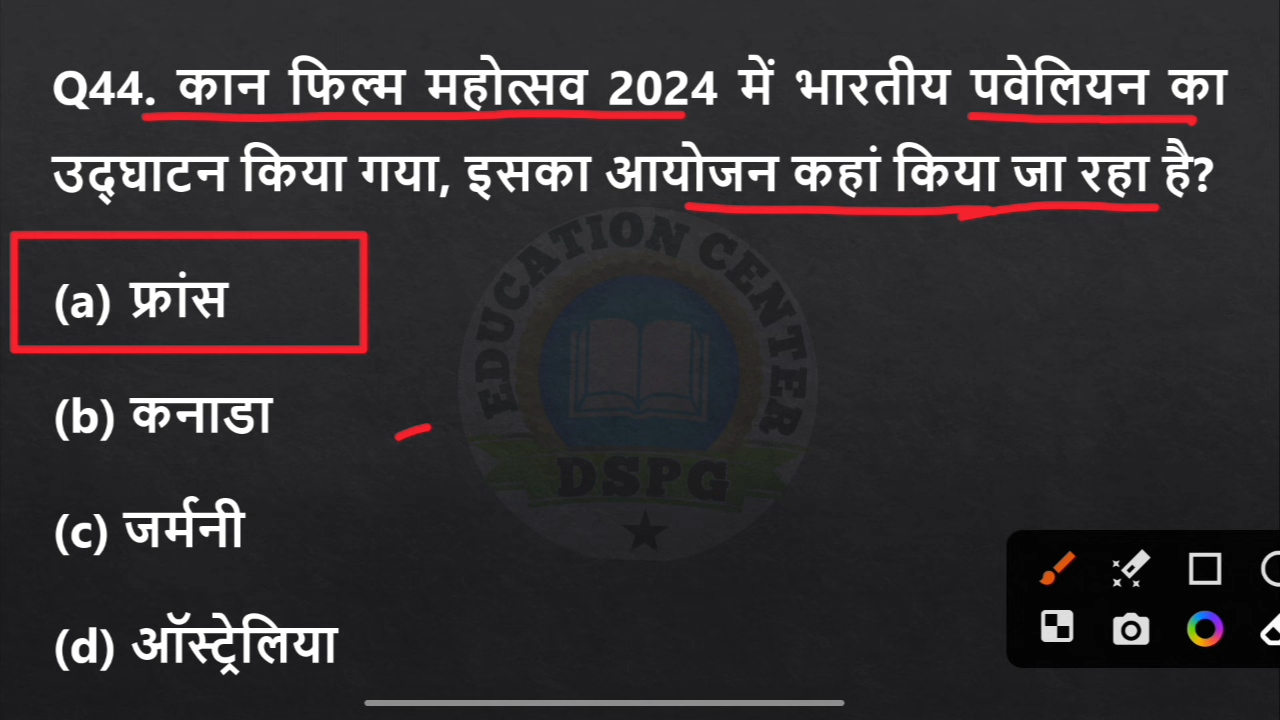 Q44. कान फिल्म महोत्सव 2024 में भारतीय पवेलियन का
उद्घाटन किया गया, इसका आयोजन कहां किया जा रहा है?
(a) फ्रांस
(b) कनाडा
(c) जर्मनी
(d) ऑस्ट्रेलिया
EDUCATION CENTER
DSPG